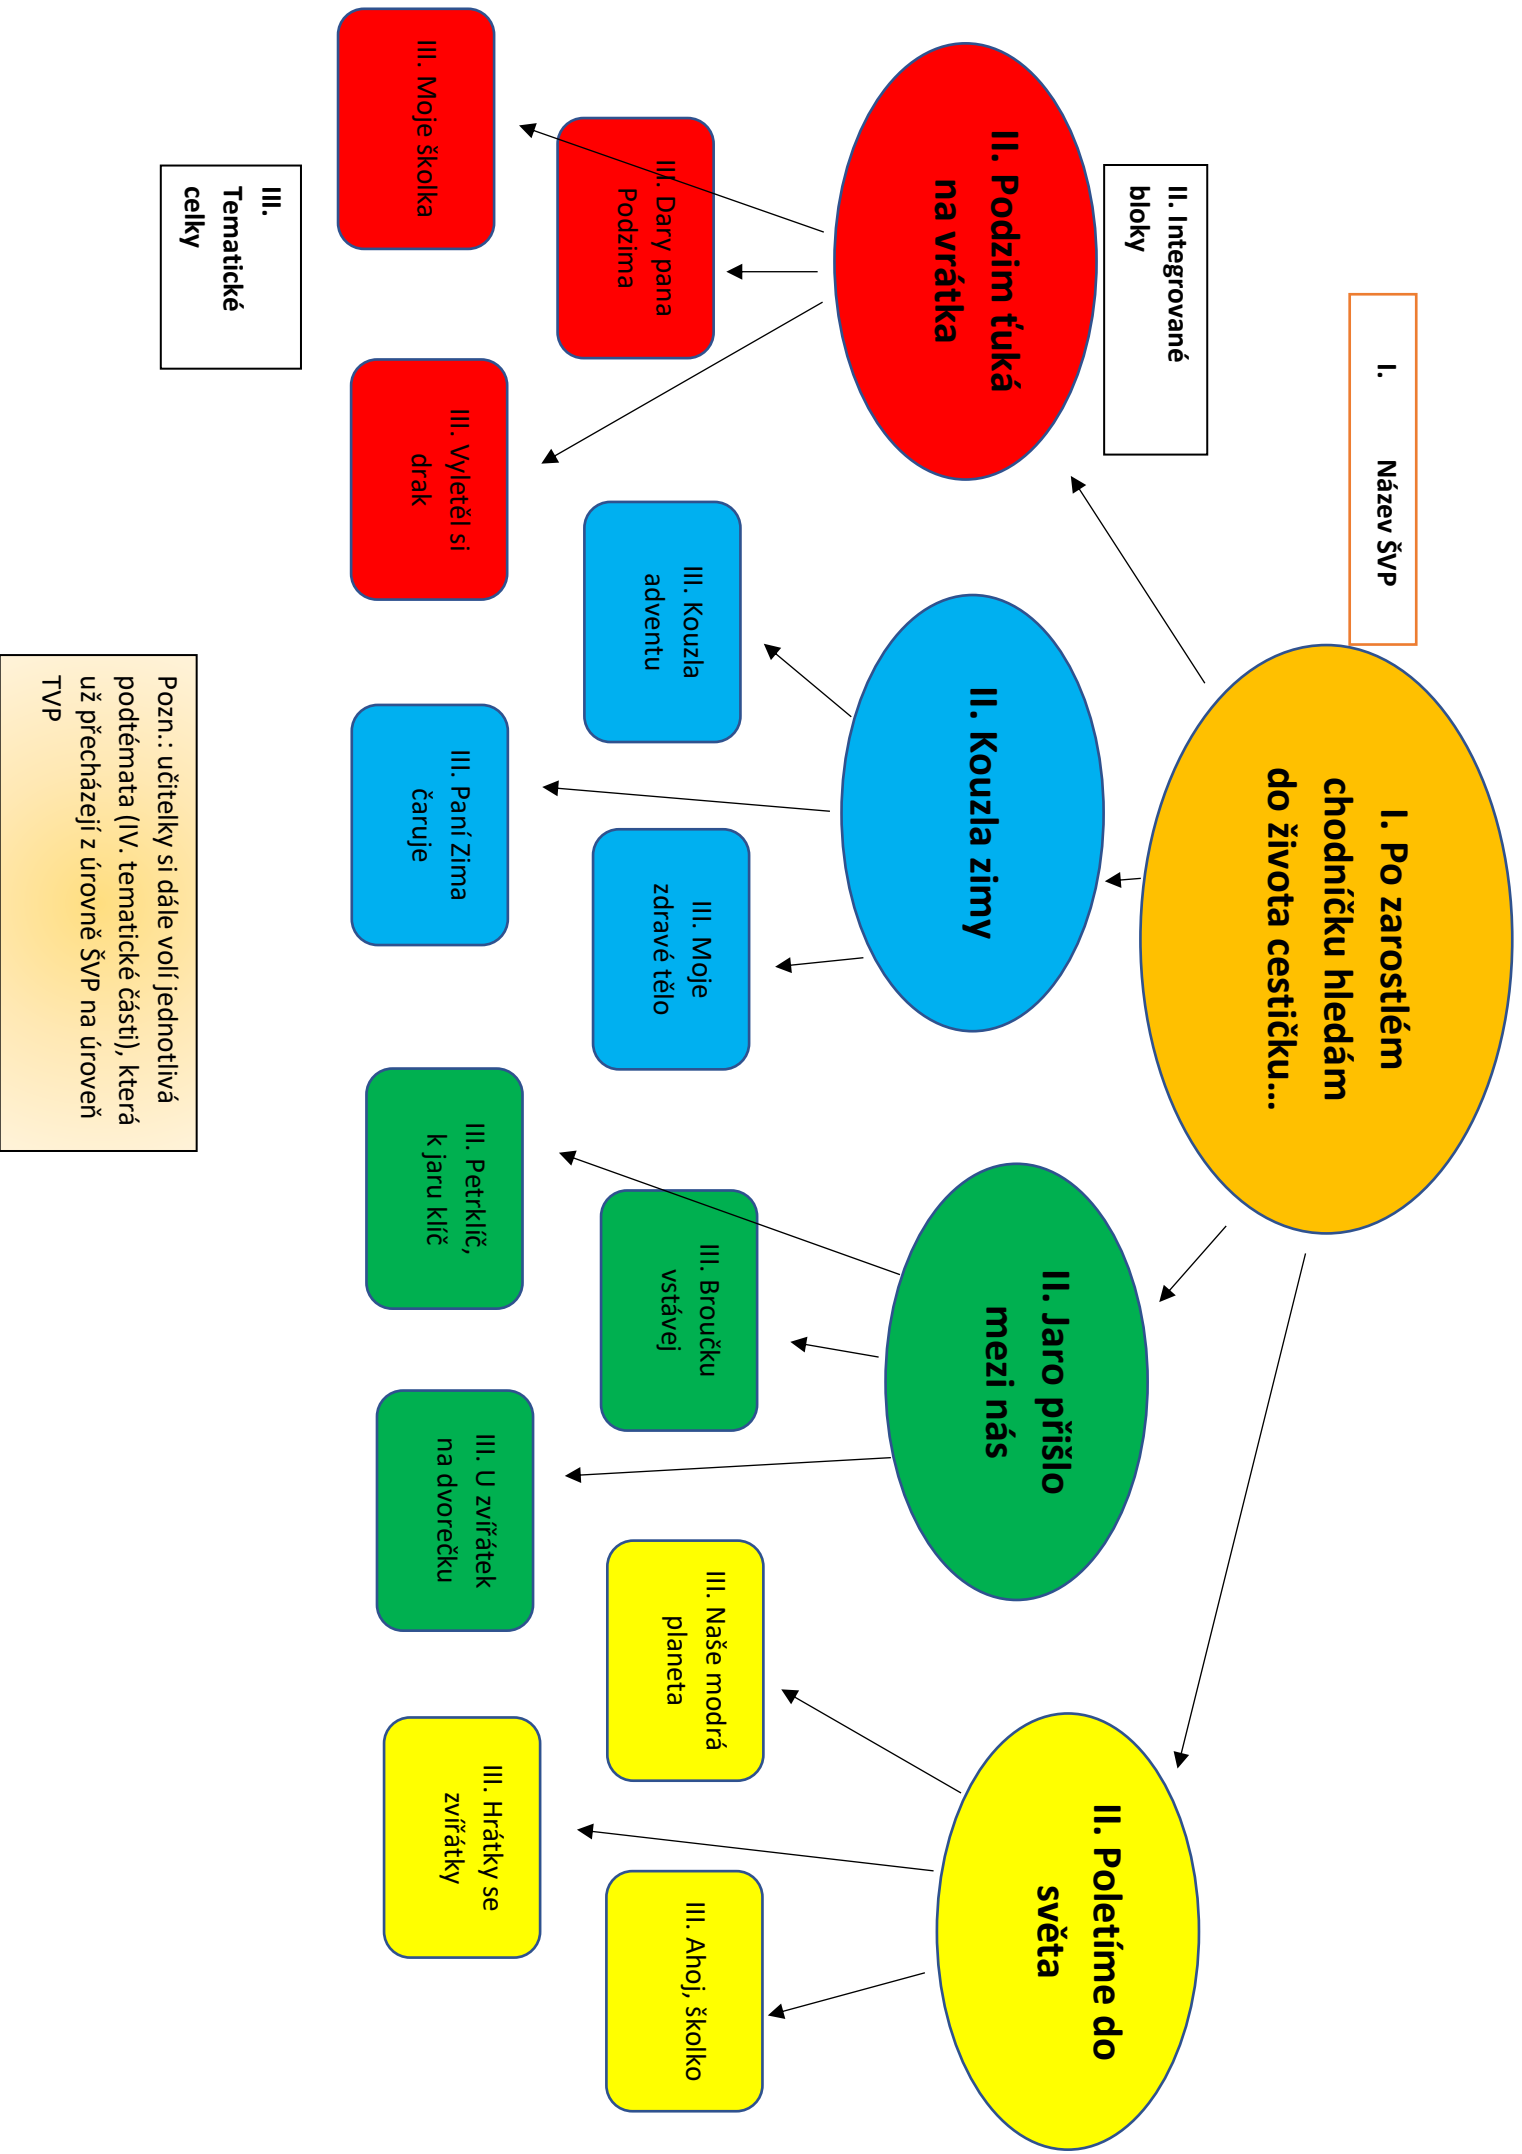 I. Název ŠVP
I. Po zarostlém
chodníčku hledám
do života cestičku...
II. Integrované
bloky
II. Podzim ťuká
na vrátka
II. Kouzla zimy
II. Jaro přišlo
mezi nás
II. Poletíme do
světa
III. Dary pana
Podzima
III. Kouzla
adventu
III. Moje
zdravé tělo
III. Broučku
vstávej
III. Naše modrá
planeta
III. Ahoj, školko
III. Moje školka
III. Vyletěl si
drak
III. Paní Zima
čaruje
III. Petrklíč,
k jaru klíč
III. U zvířátek
na dvorečku
III. Hrátky se
zvířátky
III.
Tematické
celky
Pozn.: učitelky si dále volí jednotlivá
podtémata (IV. tematické části), která
už přecházejí z úrovně ŠVP na úroveň
TVP